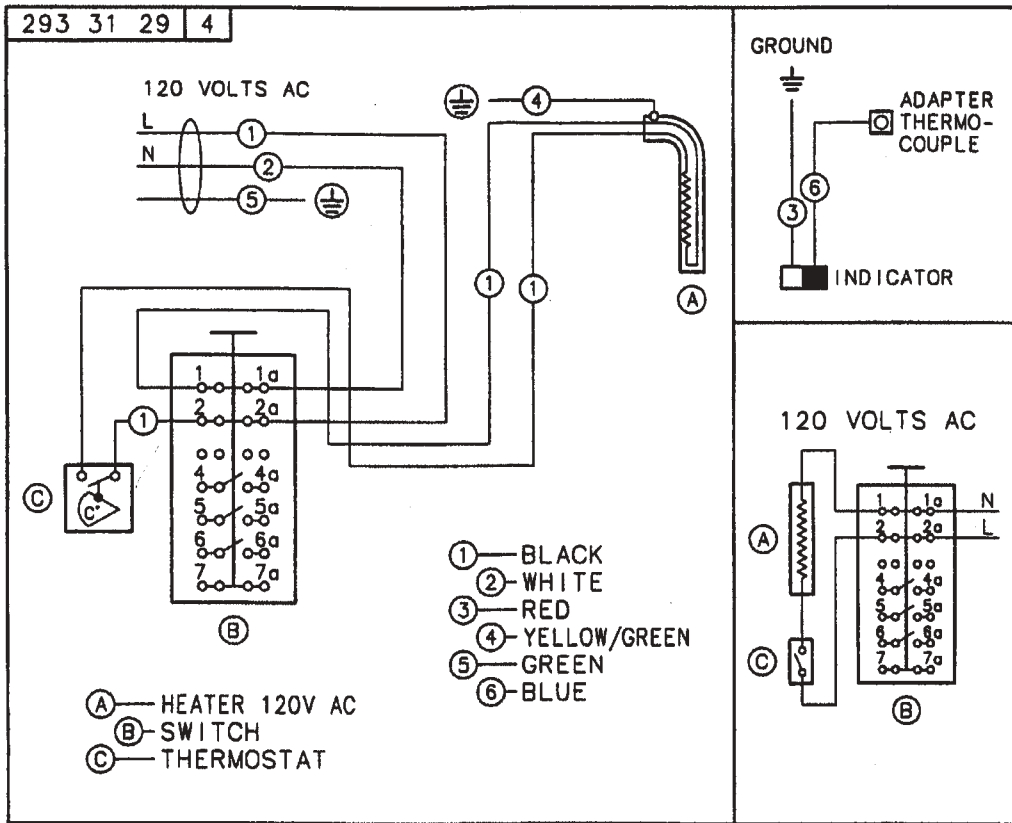 293 31 29 4
120 VOLTS AC
L 1
N 2
5
4
1 1
A
1 1a
2 2a
1
4 4a
5 5a
6 6a
7 7a
C C°
B
1 BLACK
2 WHITE
3 RED
4 YELLOW/GREEN
5 GREEN
6 BLUE
A HEATER 120V AC
B SWITCH
C THERMOSTAT
GROUND
ADAPTER
THERMO-
COUPLE
6
3
INDICATOR
120 VOLTS AC
1 1a N
2 2a L
A
4 4a
5 5a
6 6a
7 7a
C
B